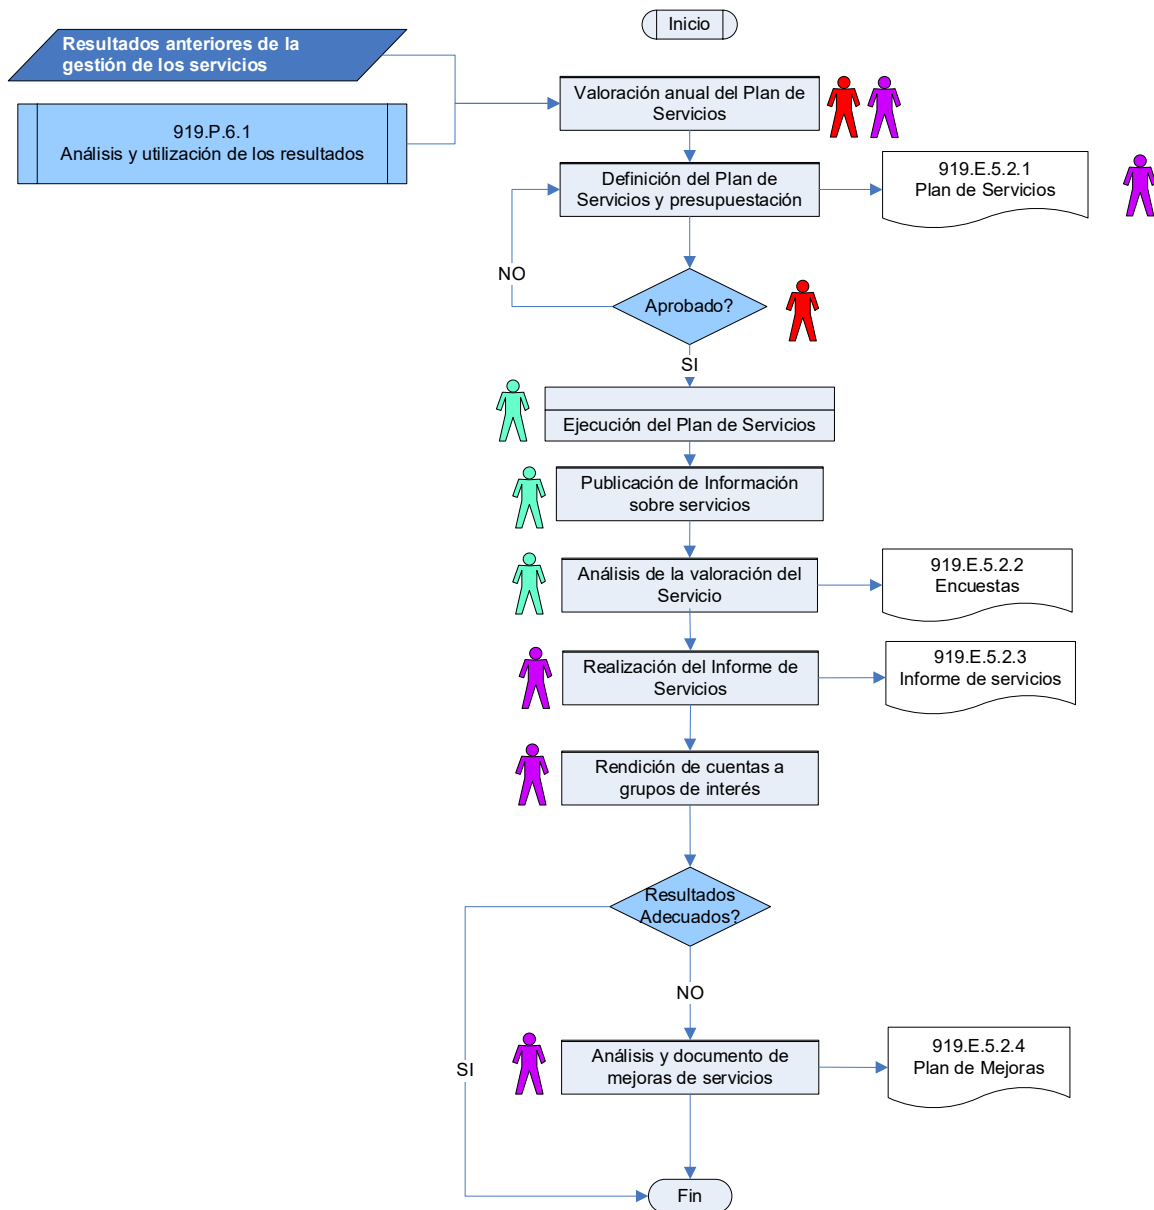 Inicio
Resultados anteriores de la
gestión de los servicios
919.P.6.1
Análisis y utilización de los resultados
Valoración anual del Plan de
Servicios
Definición del Plan de
Servicios y presupuestación
919.E.5.2.1
Plan de Servicios
NO
Aprobado?
SI
Ejecución del Plan de Servicios
Publicación de Información
sobre servicios
Análisis de la valoración del
Servicio
919.E.5.2.2
Encuestas
Realización del Informe de
Servicios
919.E.5.2.3
Informe de servicios
Rendición de cuentas a
grupos de interés
Resultados
Adecuados?
NO
SI
Análisis y documento de
mejoras de servicios
919.E.5.2.4
Plan de Mejoras
Fin